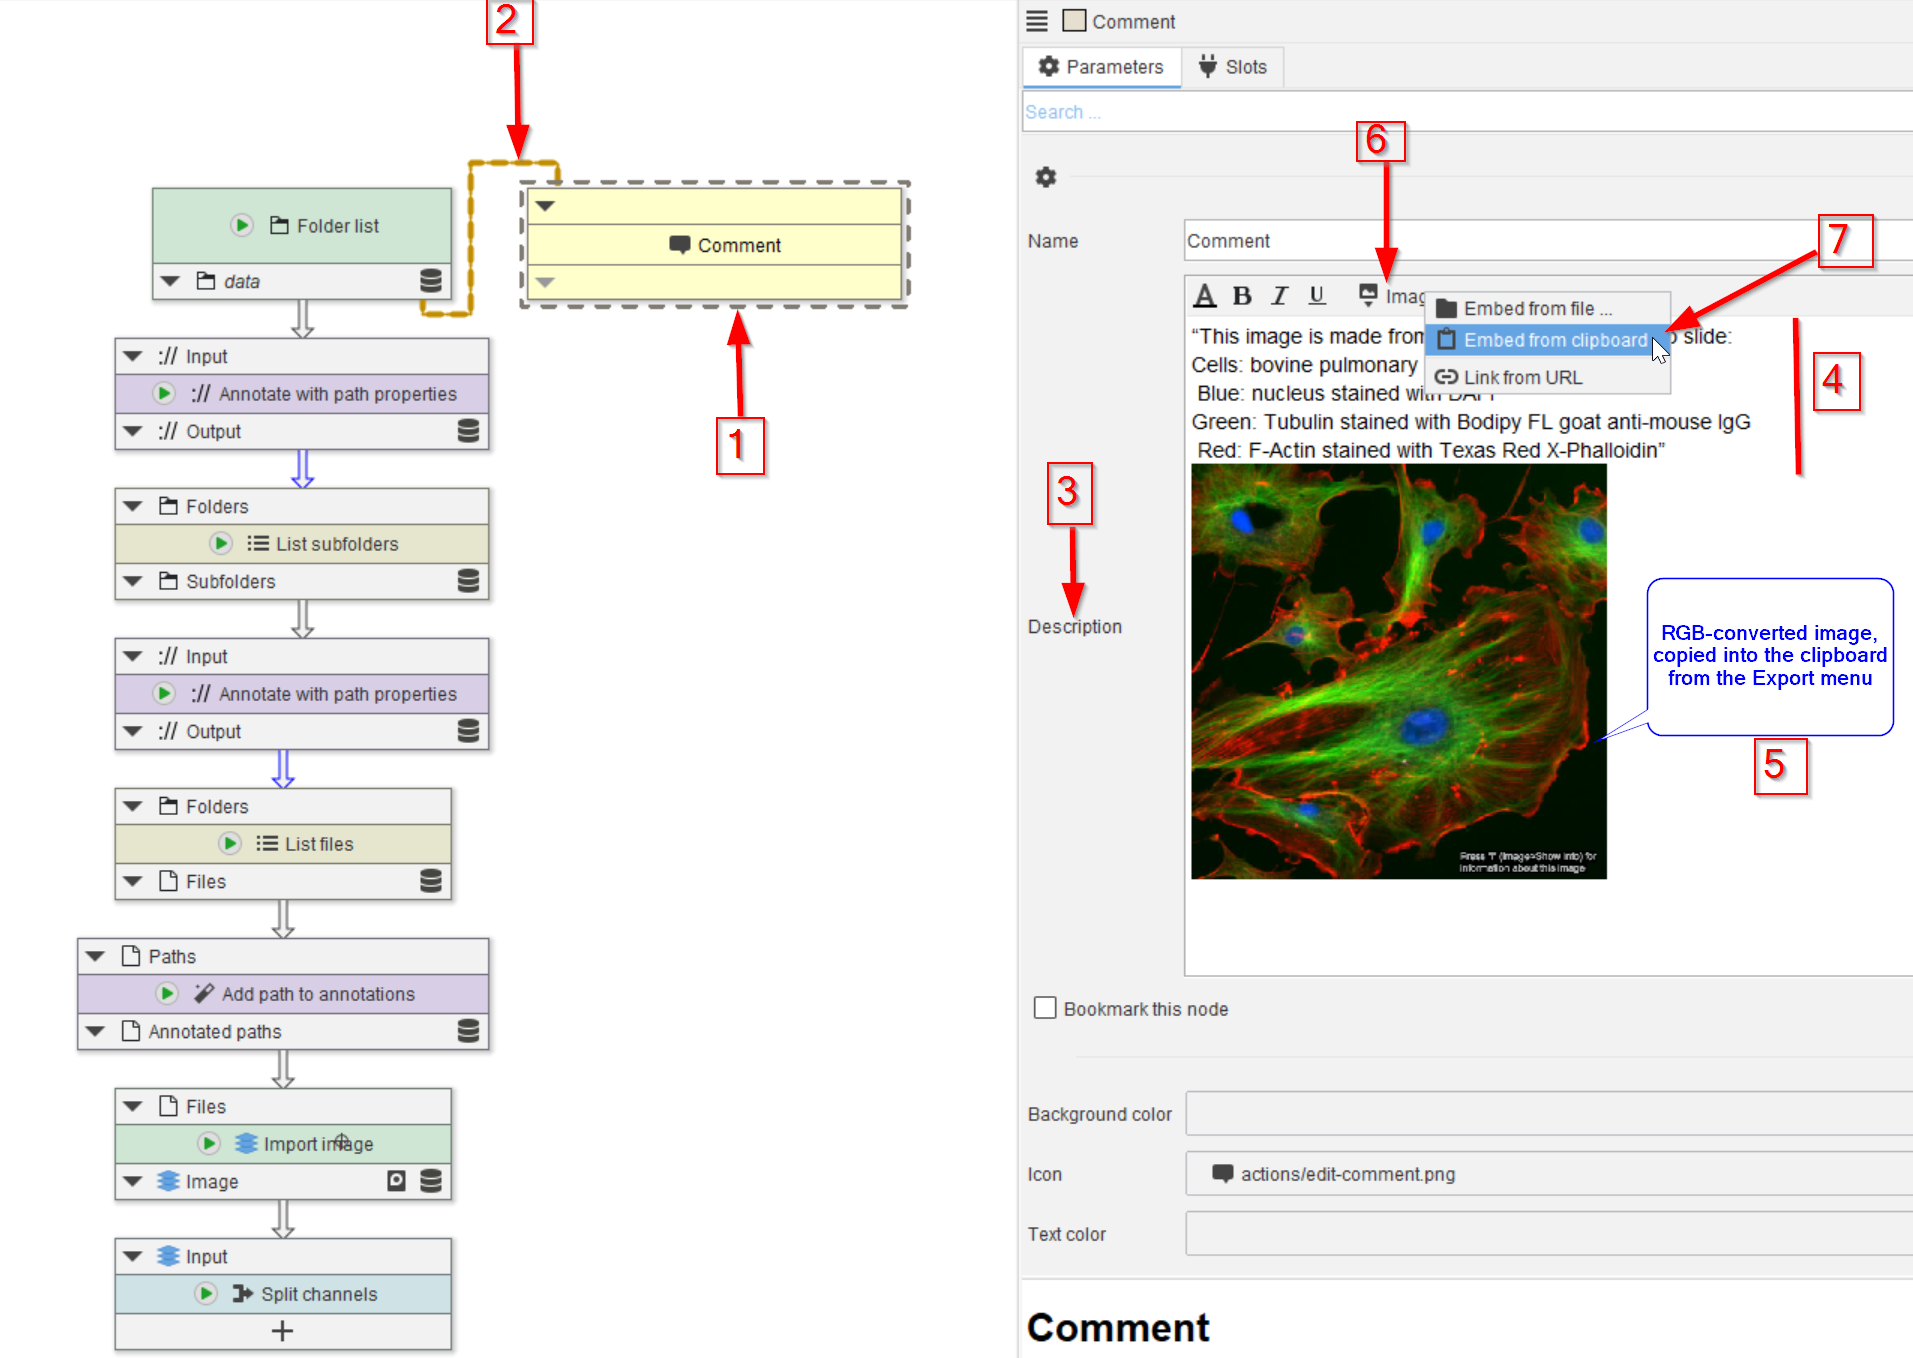 2
Folder list
data
Comment
1
:// Input
:// Annotate with path properties
:// Output
Folders
List subfolders
Subfolders
:// Input
:// Annotate with path properties
:// Output
Folders
List files
Files
Paths
Add path to annotations
Annotated paths
Files
Import image
Image
Input
Split channels
Comment
Parameters
Slots
Search ...
6
7
Name
Comment
A B I U Imag
Embed from file ...
Embed from clipboard
Link from URL
“This image is made from slide:
Cells: bovine pulmonary
Blue: nucleus stained with DAPI
Green: Tubulin stained with Bodipy FL goat anti-mouse IgG
Red: F-Actin stained with Texas Red X-Phalloidin”
4
3
Description
RGB-converted image,
copied into the clipboard
from the Export menu
5
Press "I" (Image>Show Info) for
information about this image
Bookmark this node
Background color
Icon
actions/edit-comment.png
Text color
Comment